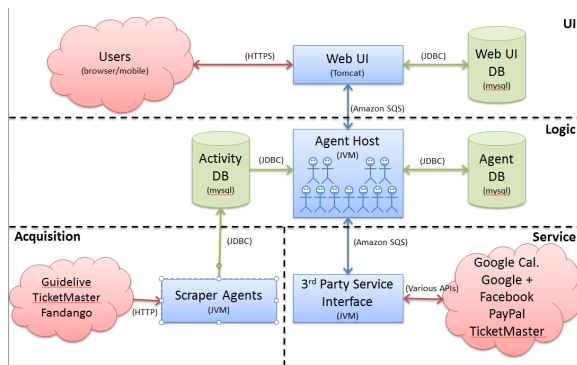 UI
Users
(browser/mobile)
(HTTPS)
Web UI
(Tomcat)
(JDBC)
Web UI
DB
(mysql)
(Amazon SQS)
Logic
Activity
DB
(mysql)
(JDBC)
Agent Host
(JVM)
(JDBC)
Agent
DB
(mysql)
Acquisition
(JDBC)
(Amazon SQS)
Service
Guidelive
TicketMaster
Fandango
(HTTP)
Scraper Agents
(JVM)
3rd Party Service
Interface
(JVM)
(Various APIs)
Google Cal.
Google +
Facebook
PayPal
TicketMaster